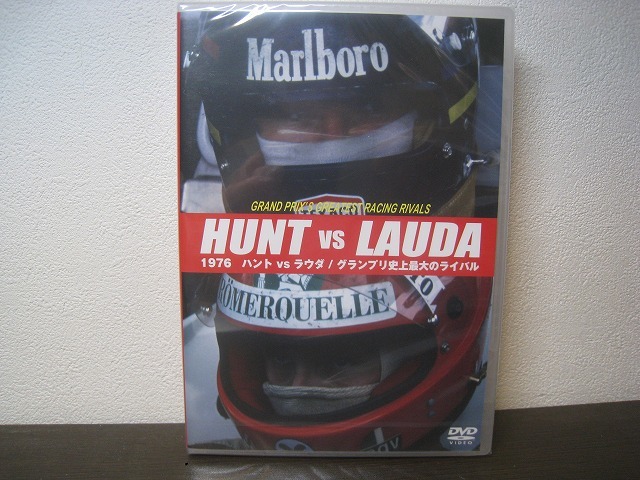 Marlboro
GRAND PRIX'S GREATEST RACING RIVALS
HUNT vs LAUDA
1976 ハント vs ラウダ / グランプリ史上最大のライバル
RÖMERQUELLE
DVD
VIDEO